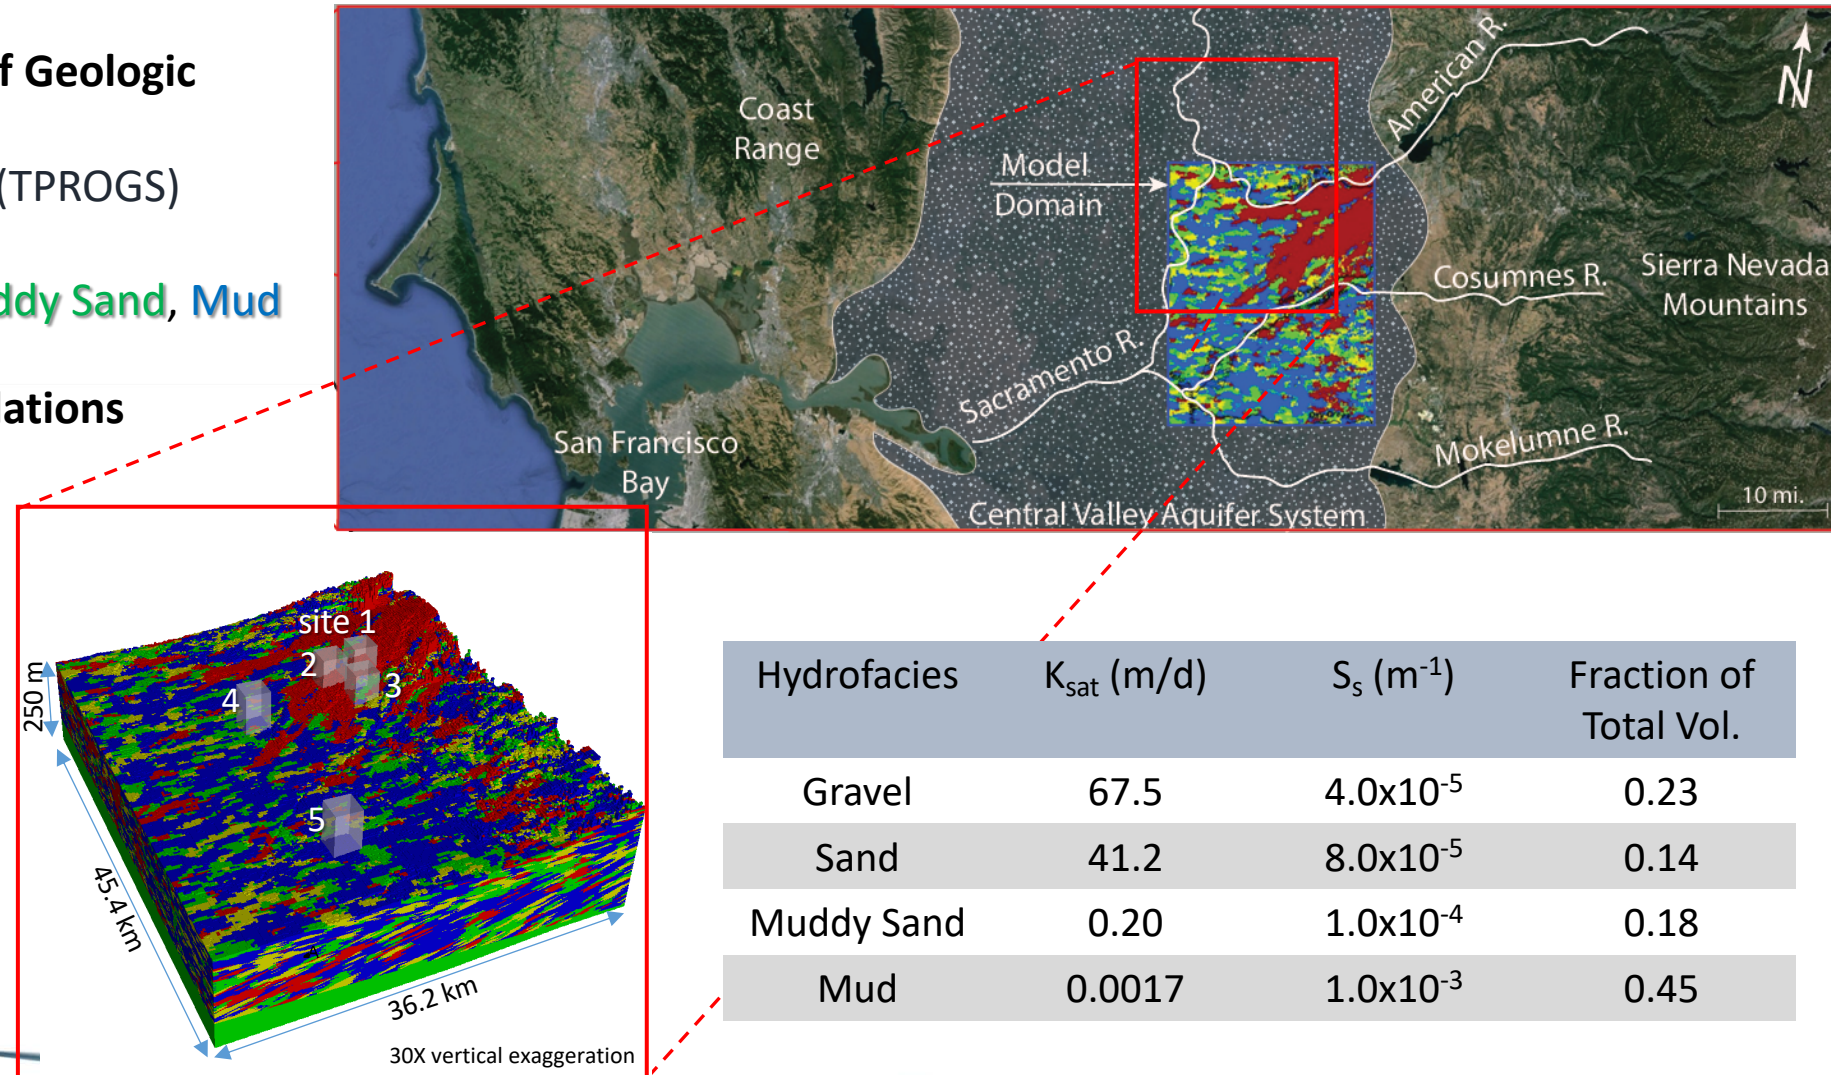 f Geologic
(TPROGS)
ddy Sand, Mud
lations
Coast
Range
Model
Domain
American R.
N
Cosumnes R.
Sierra Nevada
Mountains
Sacramento R.
San Francisco
Bay
Mokelumne R.
10 mi.
Central Valley Aquifer System
site 1
2
3
4
5
250 m
45.4 km
36.2 km
30X vertical exaggeration
Hydrofacies K_sat (m/d) S_s (m⁻¹) Fraction of
Total Vol.
Gravel 67.5 4.0x10⁻⁵ 0.23
Sand 41.2 8.0x10⁻⁵ 0.14
Muddy Sand 0.20 1.0x10⁻⁴ 0.18
Mud 0.0017 1.0x10⁻³ 0.45